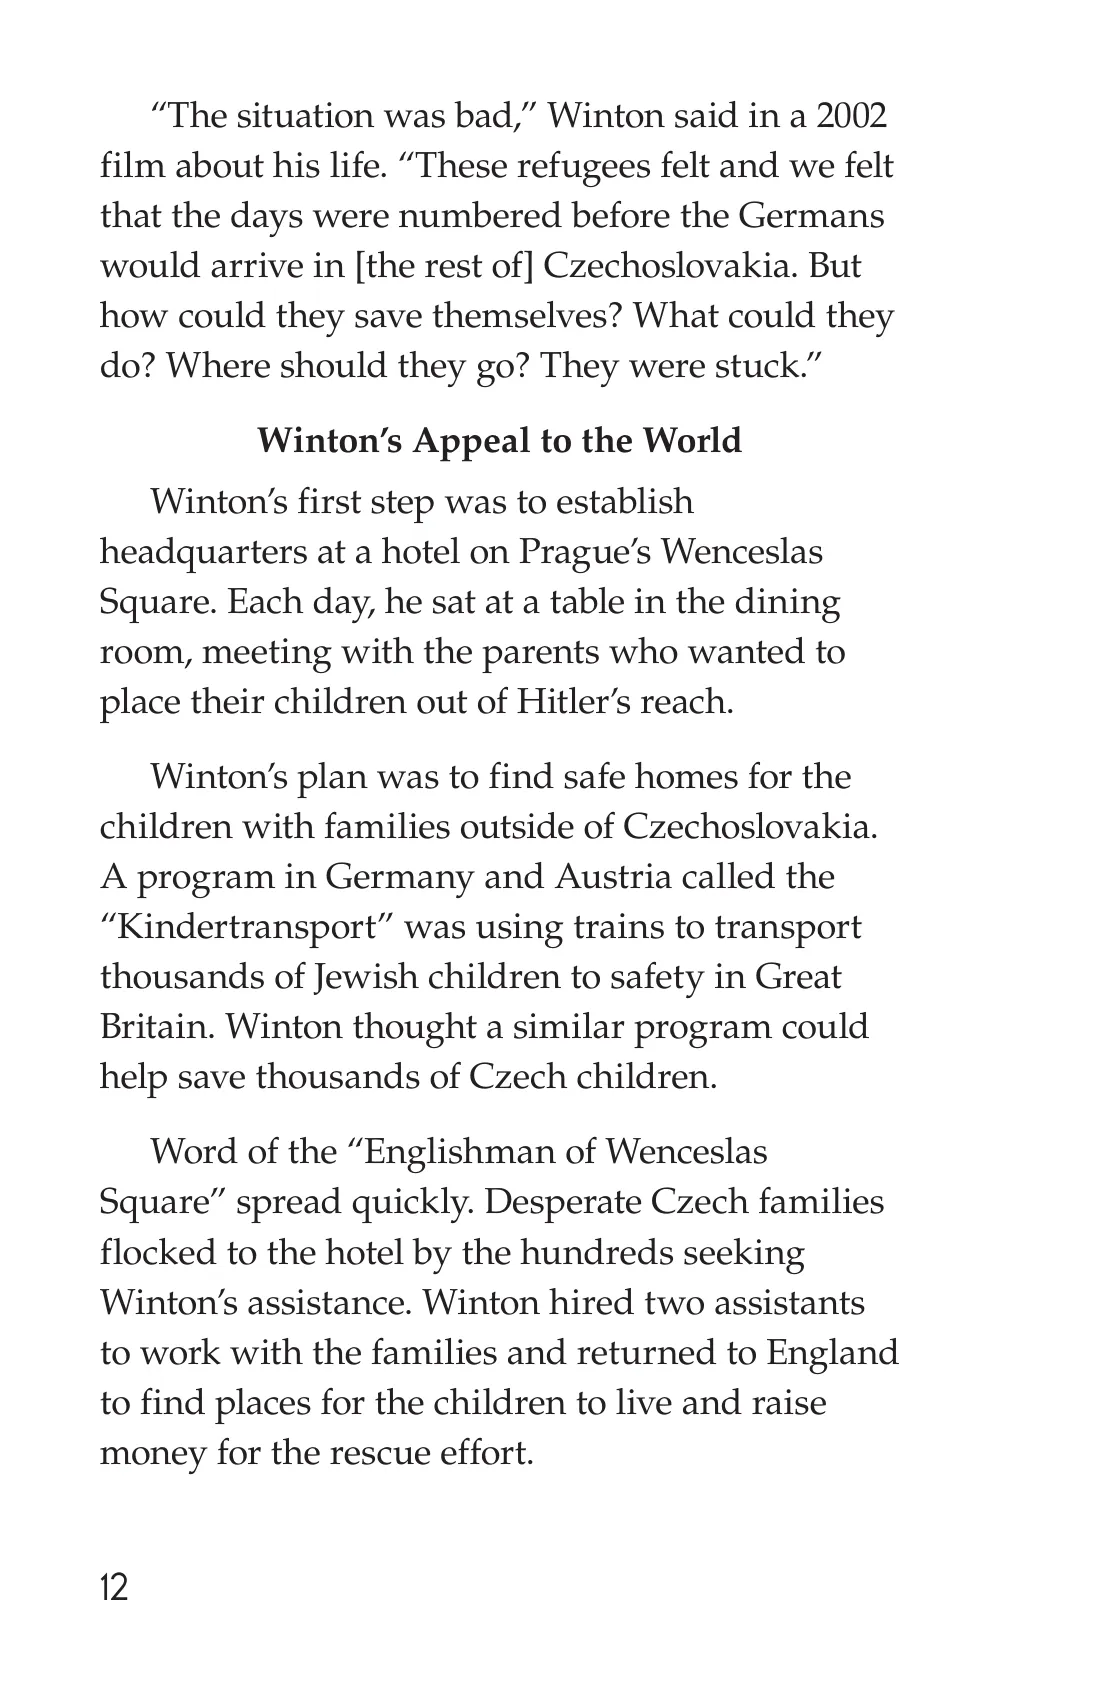 “The situation was bad,” Winton said in a 2002
film about his life. “These refugees felt and we felt
that the days were numbered before the Germans
would arrive in [the rest of] Czechoslovakia. But
how could they save themselves? What could they
do? Where should they go? They were stuck.”
Winton’s Appeal to the World
Winton’s first step was to establish
headquarters at a hotel on Prague’s Wenceslas
Square. Each day, he sat at a table in the dining
room, meeting with the parents who wanted to
place their children out of Hitler’s reach.
Winton’s plan was to find safe homes for the
children with families outside of Czechoslovakia.
A program in Germany and Austria called the
“Kindertransport” was using trains to transport
thousands of Jewish children to safety in Great
Britain. Winton thought a similar program could
help save thousands of Czech children.
Word of the “Englishman of Wenceslas
Square” spread quickly. Desperate Czech families
flocked to the hotel by the hundreds seeking
Winton’s assistance. Winton hired two assistants
to work with the families and returned to England
to find places for the children to live and raise
money for the rescue effort.
12